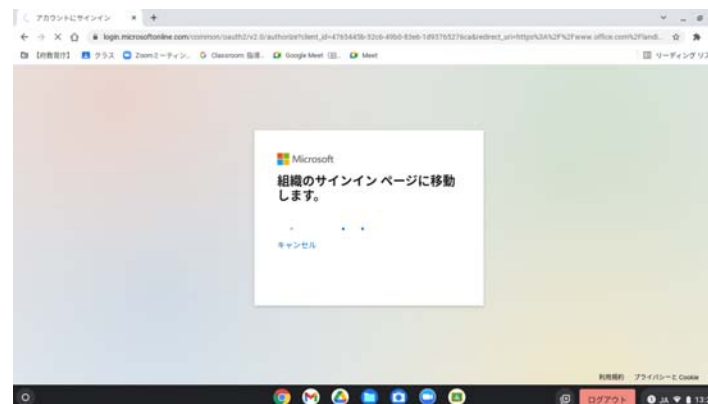 アカウントにサインイン
login.microsoftonline.com/common/oauth2/v2.0/authorize?client_id=4765445b-32c6-49b0-83e6-1d93765276ca&redirect_uri=https%3A%2F%2Fwww.office.com%2Flandi...
クラス
Zoomミーティン...
Classroom
Google Meet
Meet
リーディング リス
Microsoft
組織のサインイン ページに移動
します。
キャンセル
利用規約 プライバシーと Cookie
ログアウト
JA